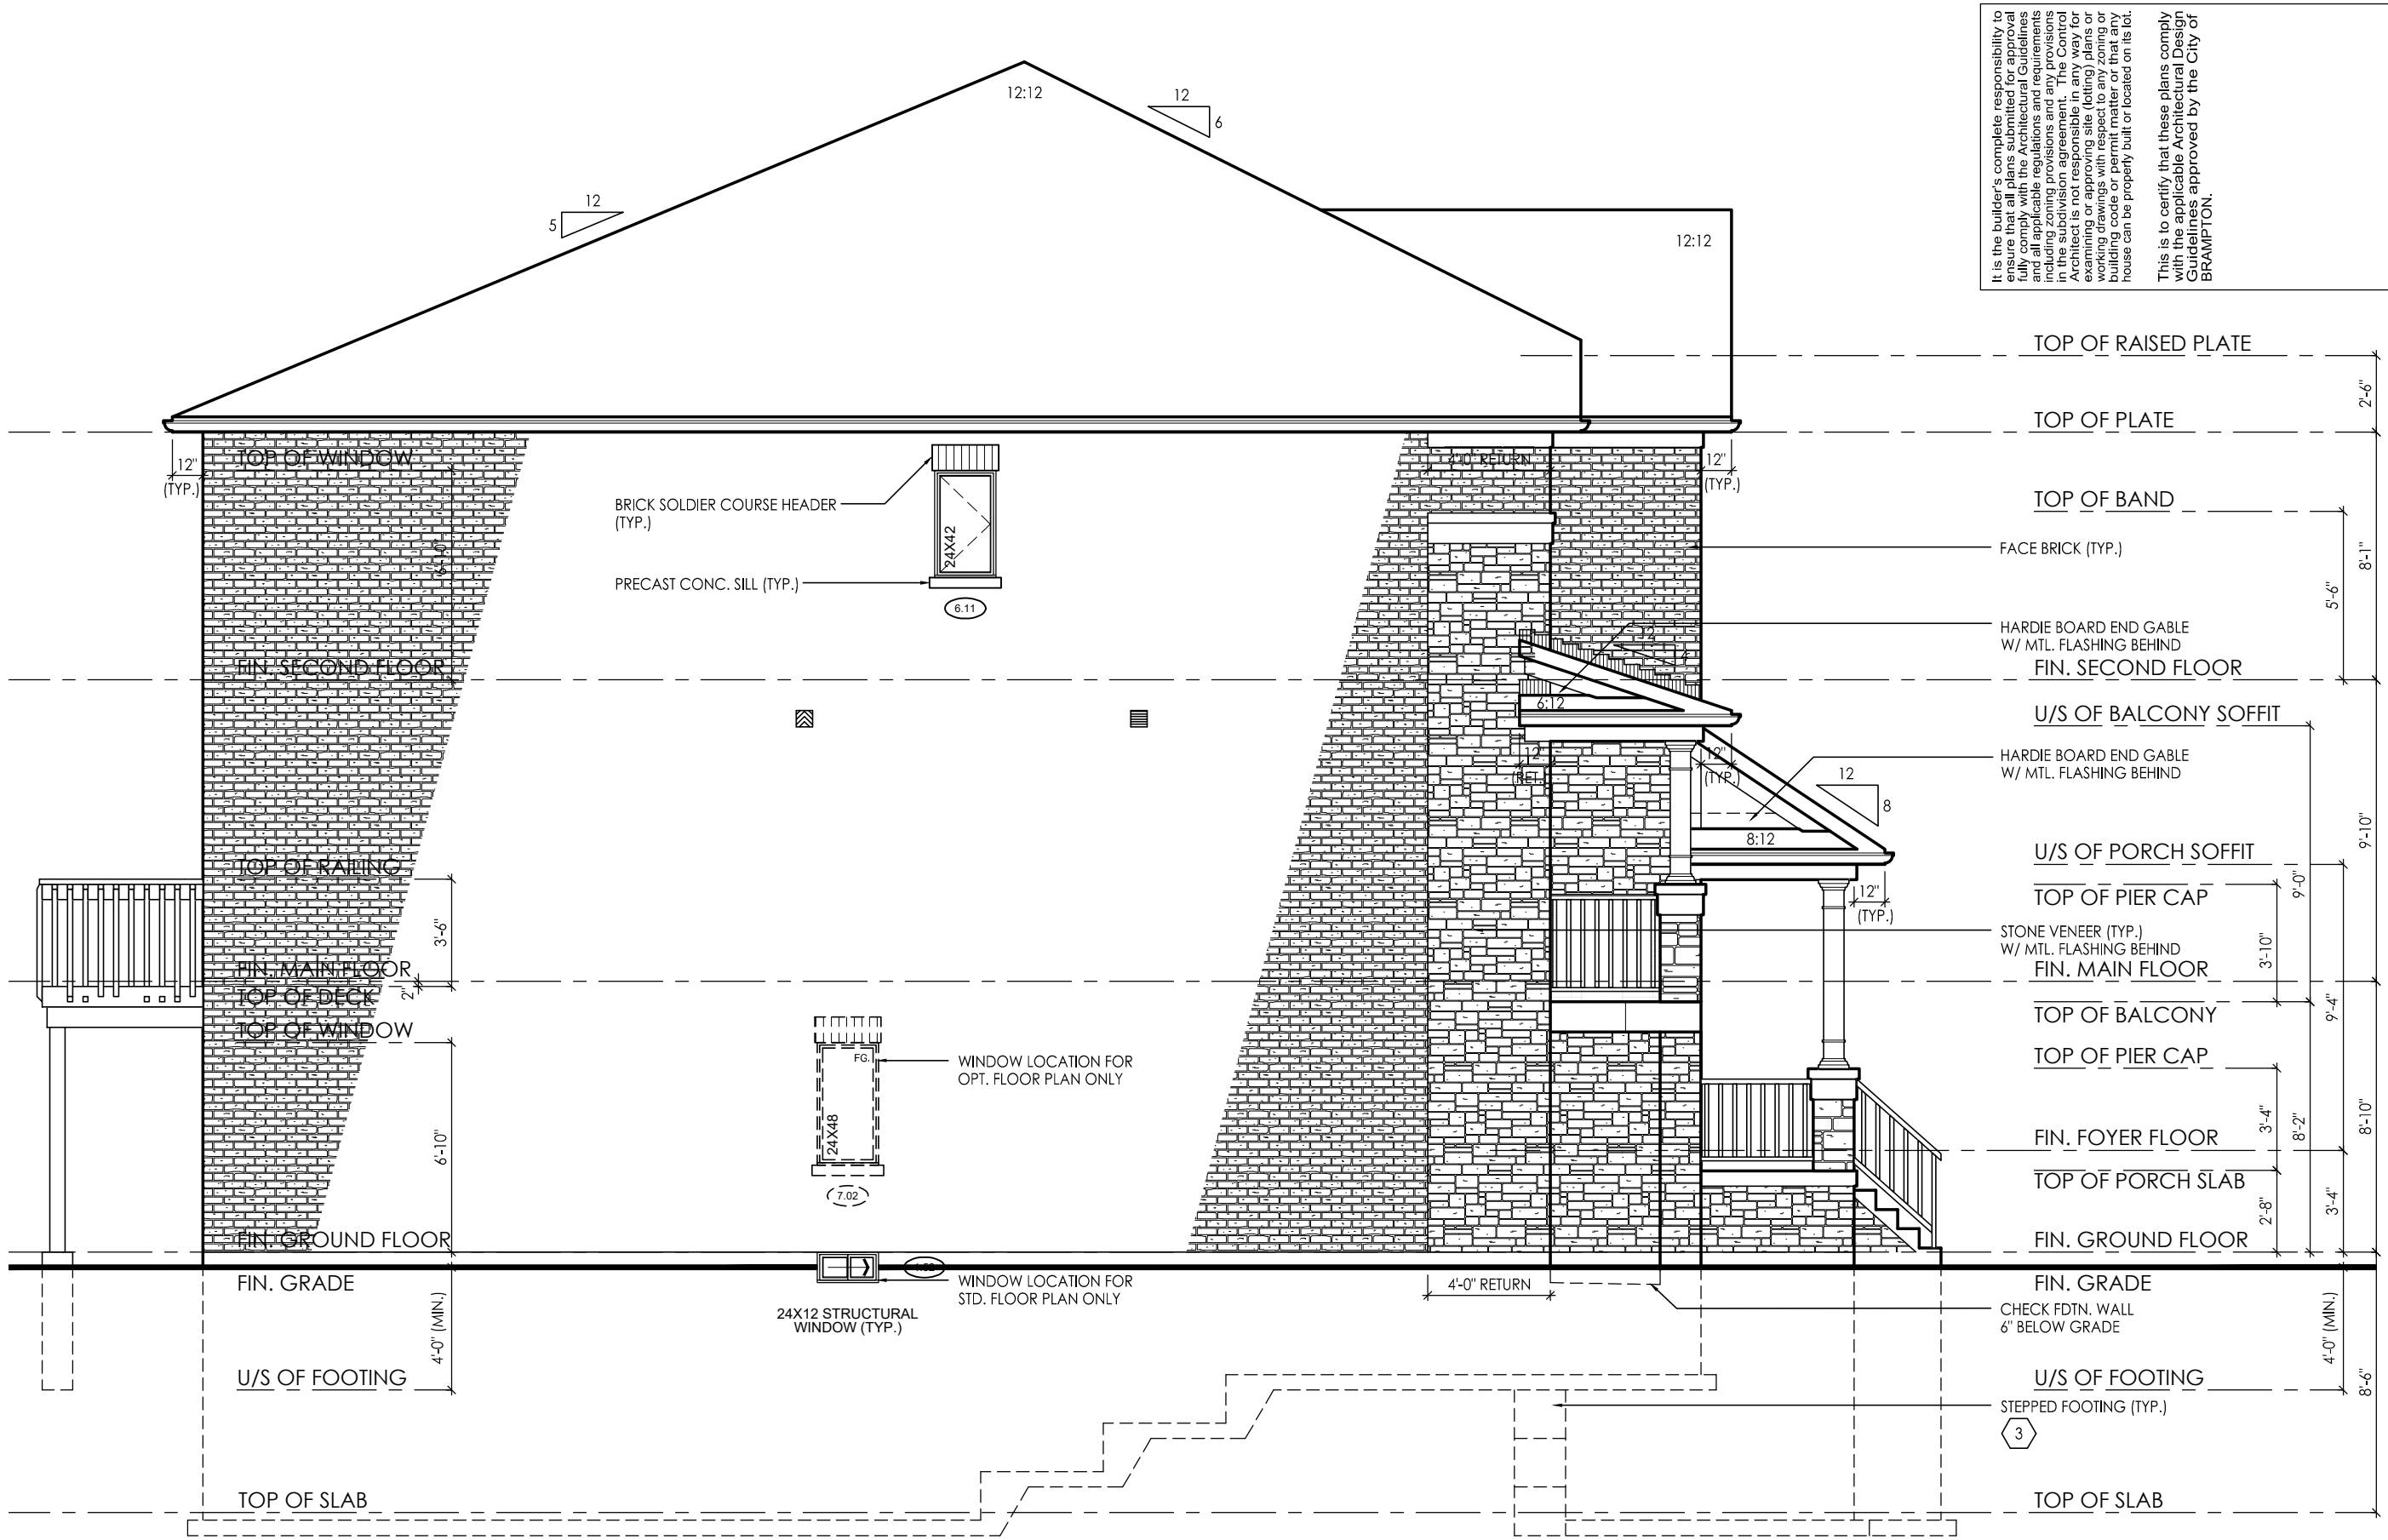 It is the builder's complete responsibility to
ensure that all plans submitted for approval
fully comply with the Architectural Guidelines
and all applicable regulations and requirements
including zoning provisions and any provisions
in the subdivision agreement. The Control
Architect is not responsible in any way for
examining or approving site (lotting) plans or
working drawings with respect to any zoning or
building code or permit matter or that any
house can be properly built or located on its lot.
This is to certify that these plans comply
with the applicable Architectural Design
Guidelines approved by the City of
BRAMPTON.
12:12
12
6
12
5
12:12
TOP OF RAISED PLATE
2'-6"
TOP OF PLATE
TOP OF WINDOW
12"
(TYP.)
6'-10"
BRICK SOLDIER COURSE HEADER
(TYP.)
24X42
PRECAST CONC. SILL (TYP.)
6.11
4'-0" RETURN
12"
(TYP.)
TOP OF BAND
FACE BRICK (TYP.)
8'-1"
5'-6"
HARDIE BOARD END GABLE
W/ MTL. FLASHING BEHIND
12
4
FIN. SECOND FLOOR
FIN. SECOND FLOOR
6:12
U/S OF BALCONY SOFFIT
12"
(RET.
12"
(TYP.)
HARDIE BOARD END GABLE
W/ MTL. FLASHING BEHIND
12
8
8:12
9'-10"
U/S OF PORCH SOFFIT
TOP OF RAILING
TOP OF PIER CAP
9'-0"
12"
(TYP.)
3'-6"
STONE VENEER (TYP.)
W/ MTL. FLASHING BEHIND
3'-10"
FIN. MAIN FLOOR
FIN. MAIN FLOOR
TOP OF DECK
2"
9'-4"
TOP OF BALCONY
TOP OF WINDOW
FG.
WINDOW LOCATION FOR
OPT. FLOOR PLAN ONLY
24X48
7.02
TOP OF PIER CAP
6'-10"
3'-4"
8'-2"
8'-10"
FIN. FOYER FLOOR
TOP OF PORCH SLAB
2'-8"
3'-4"
FIN. GROUND FLOOR
FIN. GROUND FLOOR
FIN. GRADE
WINDOW LOCATION FOR
STD. FLOOR PLAN ONLY
24X12 STRUCTURAL
WINDOW (TYP.)
4'-0" RETURN
FIN. GRADE
CHECK FDTN. WALL
6" BELOW GRADE
4'-0" (MIN.)
4'-0" (MIN.)
U/S OF FOOTING
U/S OF FOOTING
8'-6"
STEPPED FOOTING (TYP.)
3
TOP OF SLAB
TOP OF SLAB